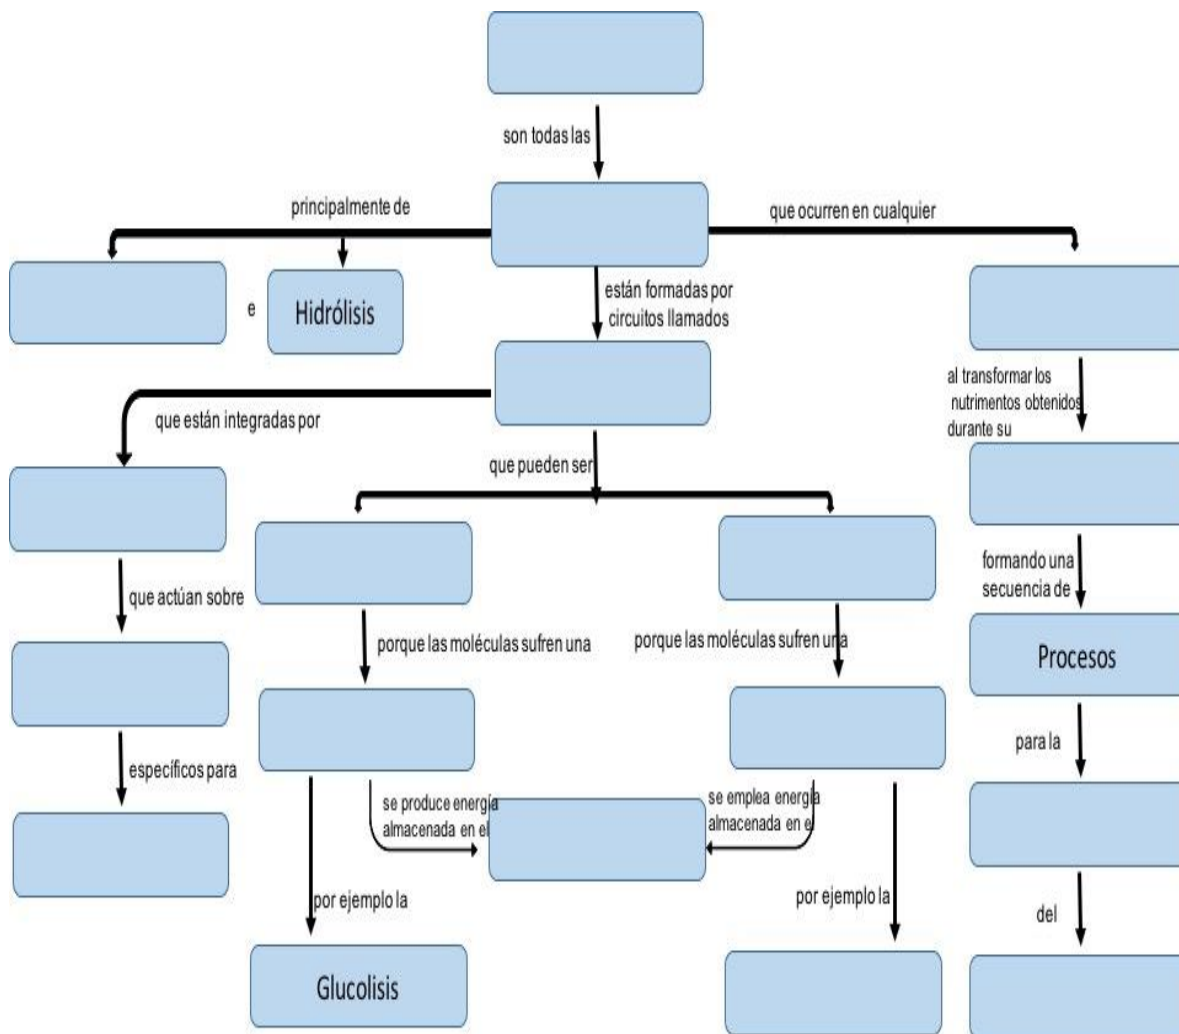 son todas las
principalmente de
que ocurren en cualquier
e
Hidrólisis
están formadas por
circuitos llamados
al transformar los
nutrimentos obtenidos
durante su
que están integradas por
que pueden ser
formando una
secuencia de
que actúan sobre
porque las moléculas sufren una
porque las moléculas sufren una
Procesos
para la
específicos para
se produce energía
almacenada en el
se emplea energía
almacenada en el
por ejemplo la
por ejemplo la
del
Glucolisis